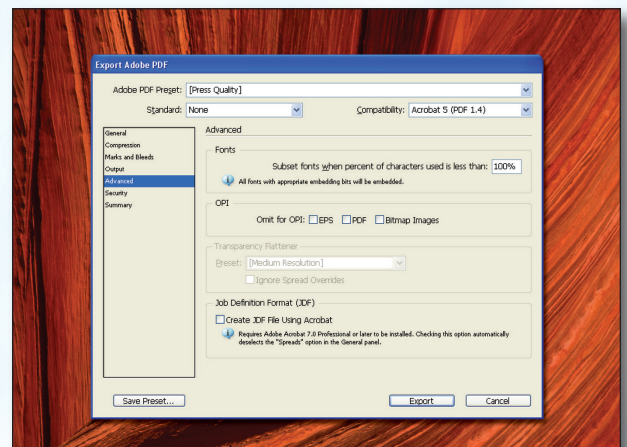 Export Adobe PDF
Adobe PDF Preset: [Press Quality]
Standard: None
Compatibility: Acrobat 5 (PDF 1.4)
General
Compression
Marks and Bleeds
Output
Advanced
Security
Summary
Advanced
Fonts
Subset fonts when percent of characters used is less than: 100%
All fonts with appropriate embedding bits will be embedded.
OPI
Omit for OPI: EPS PDF Bitmap Images
Transparency Flattener
Preset: [Medium Resolution]
Ignore Spread Overrides
Job Definition Format (JDF)
Create JDF File Using Acrobat
Requires Adobe Acrobat 7.0 Professional or later to be installed. Checking this option automatically
deselects the "Spreads" option in the General panel.
Save Preset...
Export
Cancel